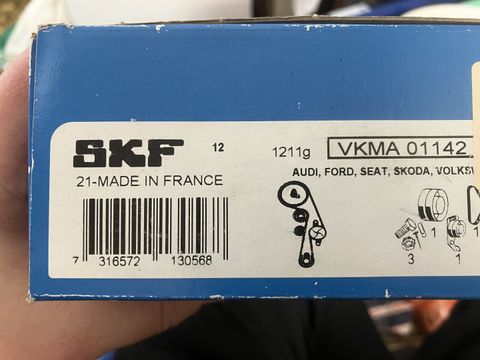 SKF 12 1211g VKMA 01142
AUDI, FORD, SEAT, SKODA, VOLKSW
21-MADE IN FRANCE
7 316572 130568
1 1
3 1